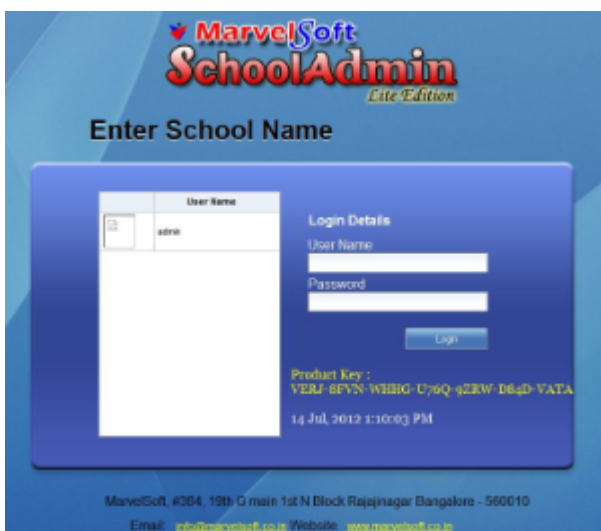 MarvelSoft
SchoolAdmin
Lite Edition
Enter School Name
User Name
admin
Login Details
User Name
Password
Login
Product Key :
VERJ-8FVN-WHHG-U76Q-9ZRW-D84D-VATA
14 Jul, 2012 1:10:03 PM
MarvelSoft, #384, 19th G main 1st N Block Rajajinagar Bangalore - 560010
Email: info@marvelsoft.co.in Website www.marvelsoft.co.in